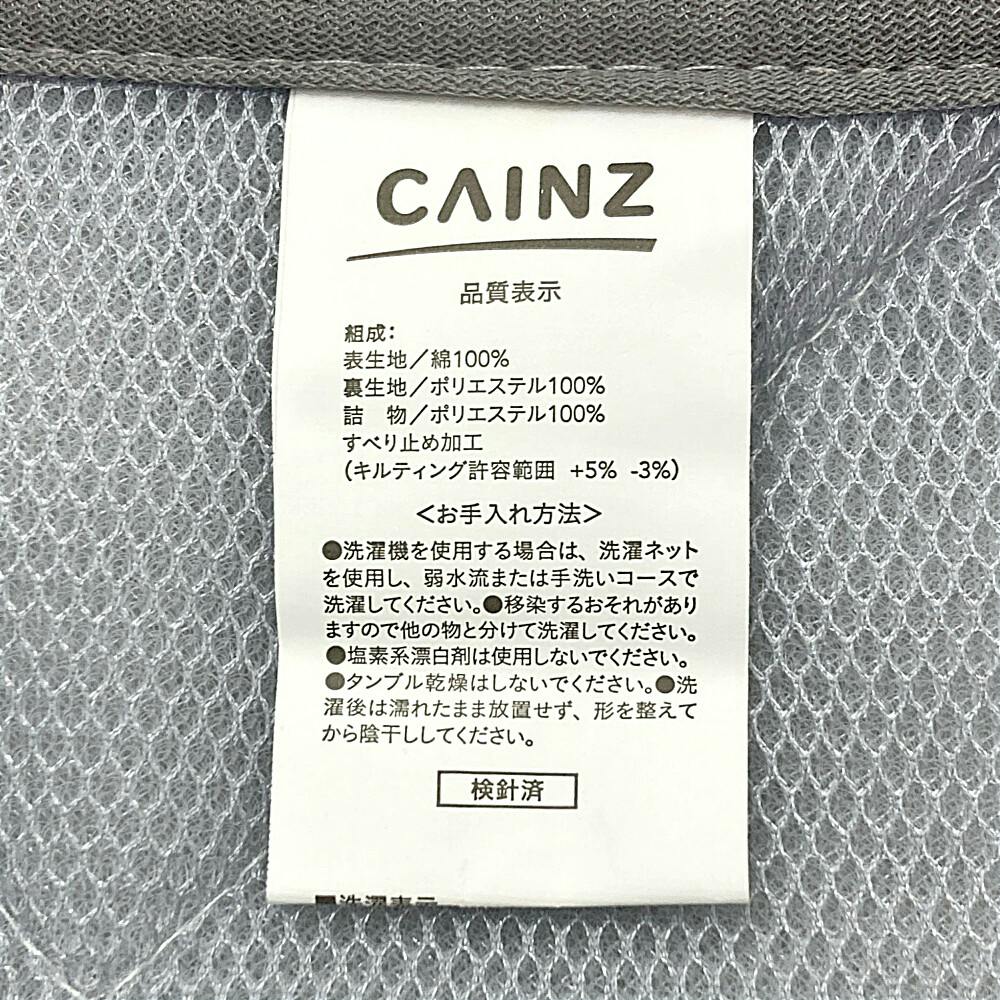 CAINZ
品質表示
組成：
表生地／綿100%
裏生地／ポリエステル100%
詰　物／ポリエステル100%
すべり止め加工
（キルティング許容範囲 +5% -3%）
＜お手入れ方法＞
●洗濯機を使用する場合は、洗濯ネット
を使用し、弱水流または手洗いコースで
洗濯してください。●移染するおそれがあり
ますので他の物と分けて洗濯してください。
●塩素系漂白剤は使用しないでください。
●タンブル乾燥はしないでください。●洗
濯後は濡れたまま放置せず、形を整えて
から陰干ししてください。
検針済
■洗濯表示